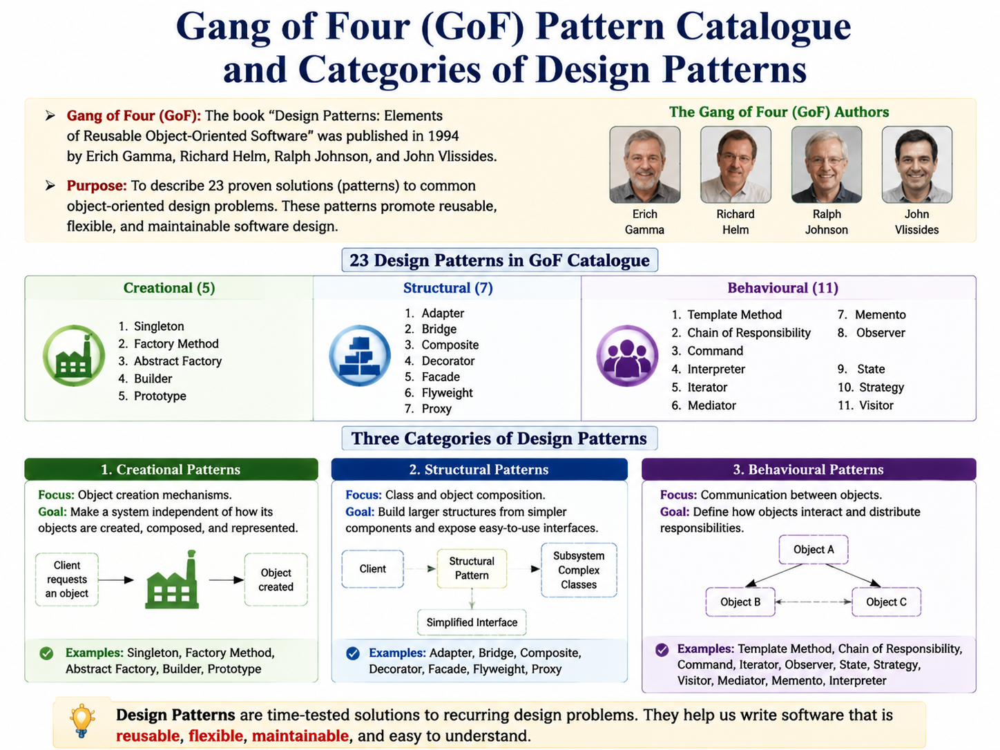 Gang of Four (GoF) Pattern Catalogue
and Categories of Design Patterns
➤ Gang of Four (GoF): The book “Design Patterns: Elements
of Reusable Object-Oriented Software” was published in 1994
by Erich Gamma, Richard Helm, Ralph Johnson, and John Vlissides.
➤ Purpose: To describe 23 proven solutions (patterns) to common
object-oriented design problems. These patterns promote reusable,
flexible, and maintainable software design.
The Gang of Four (GoF) Authors
Erich
Gamma
Richard
Helm
Ralph
Johnson
John
Vlissides
23 Design Patterns in GoF Catalogue
Creational (5)
1. Singleton
2. Factory Method
3. Abstract Factory
4. Builder
5. Prototype
Structural (7)
1. Adapter
2. Bridge
3. Composite
4. Decorator
5. Facade
6. Flyweight
7. Proxy
Behavioural (11)
1. Template Method
2. Chain of Responsibility
3. Command
4. Interpreter
5. Iterator
6. Mediator
7. Memento
8. Observer
9. State
10. Strategy
11. Visitor
Three Categories of Design Patterns
1. Creational Patterns
Focus: Object creation mechanisms.
Goal: Make a system independent of how its
objects are created, composed, and represented.
Client
requests
an object
Object
created
Examples: Singleton, Factory Method,
Abstract Factory, Builder, Prototype
2. Structural Patterns
Focus: Class and object composition.
Goal: Build larger structures from simpler
components and expose easy-to-use interfaces.
Client
Structural
Pattern
Subsystem
Complex
Classes
Simplified Interface
Examples: Adapter, Bridge, Composite,
Decorator, Facade, Flyweight, Proxy
3. Behavioural Patterns
Focus: Communication between objects.
Goal: Define how objects interact and distribute
responsibilities.
Object A
Object B
Object C
Examples: Template Method, Chain of Responsibility,
Command, Iterator, Observer, State, Strategy,
Visitor, Mediator, Memento, Interpreter
Design Patterns are time-tested solutions to recurring design problems. They help us write software that is
reusable, flexible, maintainable, and easy to understand.